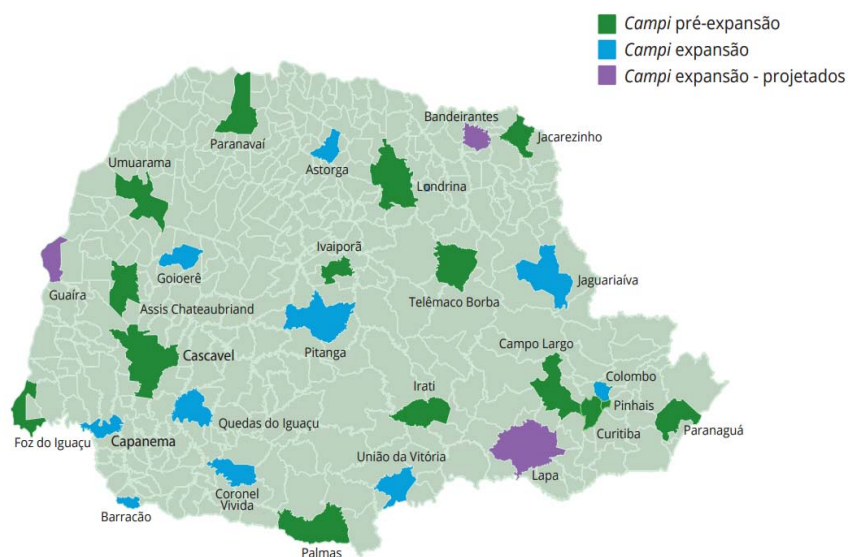 Campi pré-expansão
Campi expansão
Campi expansão - projetados
Bandeirantes
Jacarezinho
Paranavaí
Astorga
Umuarama
Londrina
Ivaiporã
Goioerê
Guaíra
Assis Chateaubriand
Telêmaco Borba
Jaguariaíva
Pitanga
Cascavel
Campo Largo
Colombo
Irati
Pinhais
Quedas do Iguaçu
Curitiba
Paranaguá
Foz do Iguaçu
Capanema
União da Vitória
Lapa
Coronel
Vivida
Barracão
Palmas